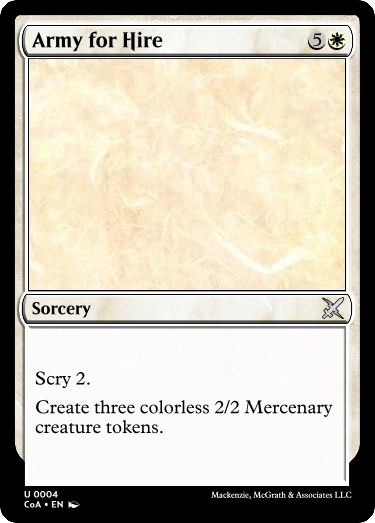 Army for Hire 5
Sorcery
Scry 2.
Create three colorless 2/2 Mercenary
creature tokens.
U 0004
CoA • EN Mackenzie, McGrath & Associates LLC